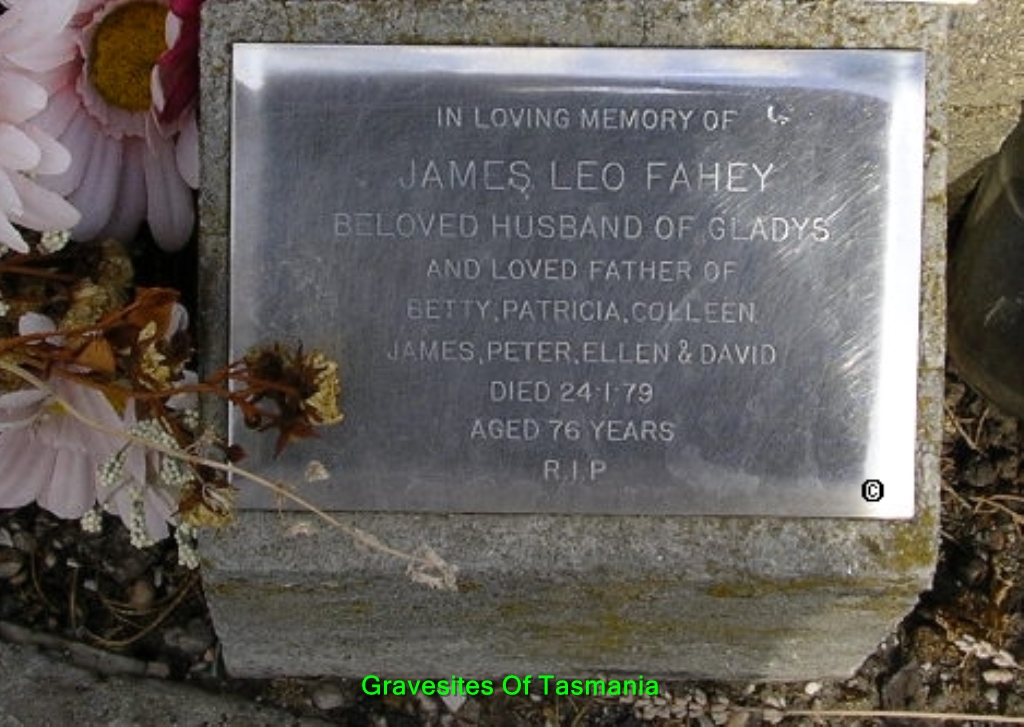 IN LOVING MEMORY OF
JAMES LEO FAHEY
BELOVED HUSBAND OF GLADYS
AND LOVED FATHER OF
BETTY, PATRICIA, COLLEEN,
JAMES, PETER, ELLEN & DAVID
DIED 24·1·79
AGED 76 YEARS
R.I.P
©
Gravesites Of Tasmania